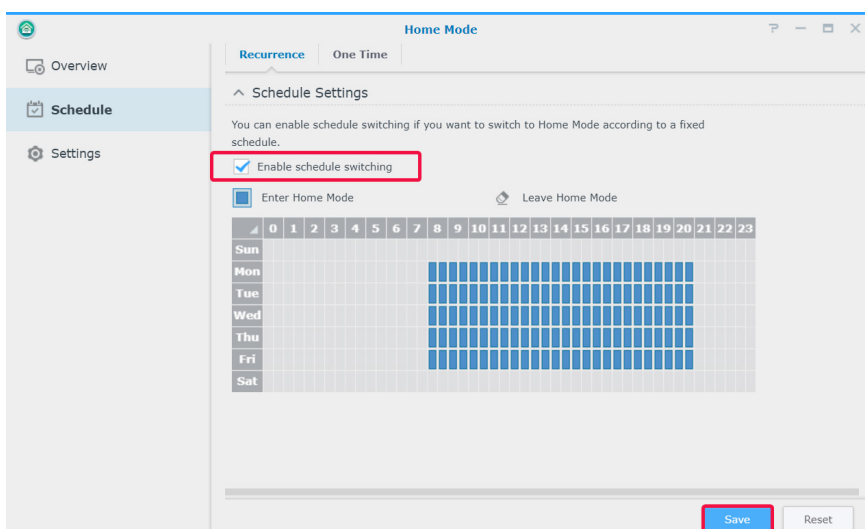 Home Mode
Overview
Schedule
Settings
Recurrence One Time
Schedule Settings
You can enable schedule switching if you want to switch to Home Mode according to a fixed
schedule.
Enable schedule switching
Enter Home Mode Leave Home Mode
0 1 2 3 4 5 6 7 8 9 10 11 12 13 14 15 16 17 18 19 20 21 22 23
Sun
Mon
Tue
Wed
Thu
Fri
Sat
Save Reset